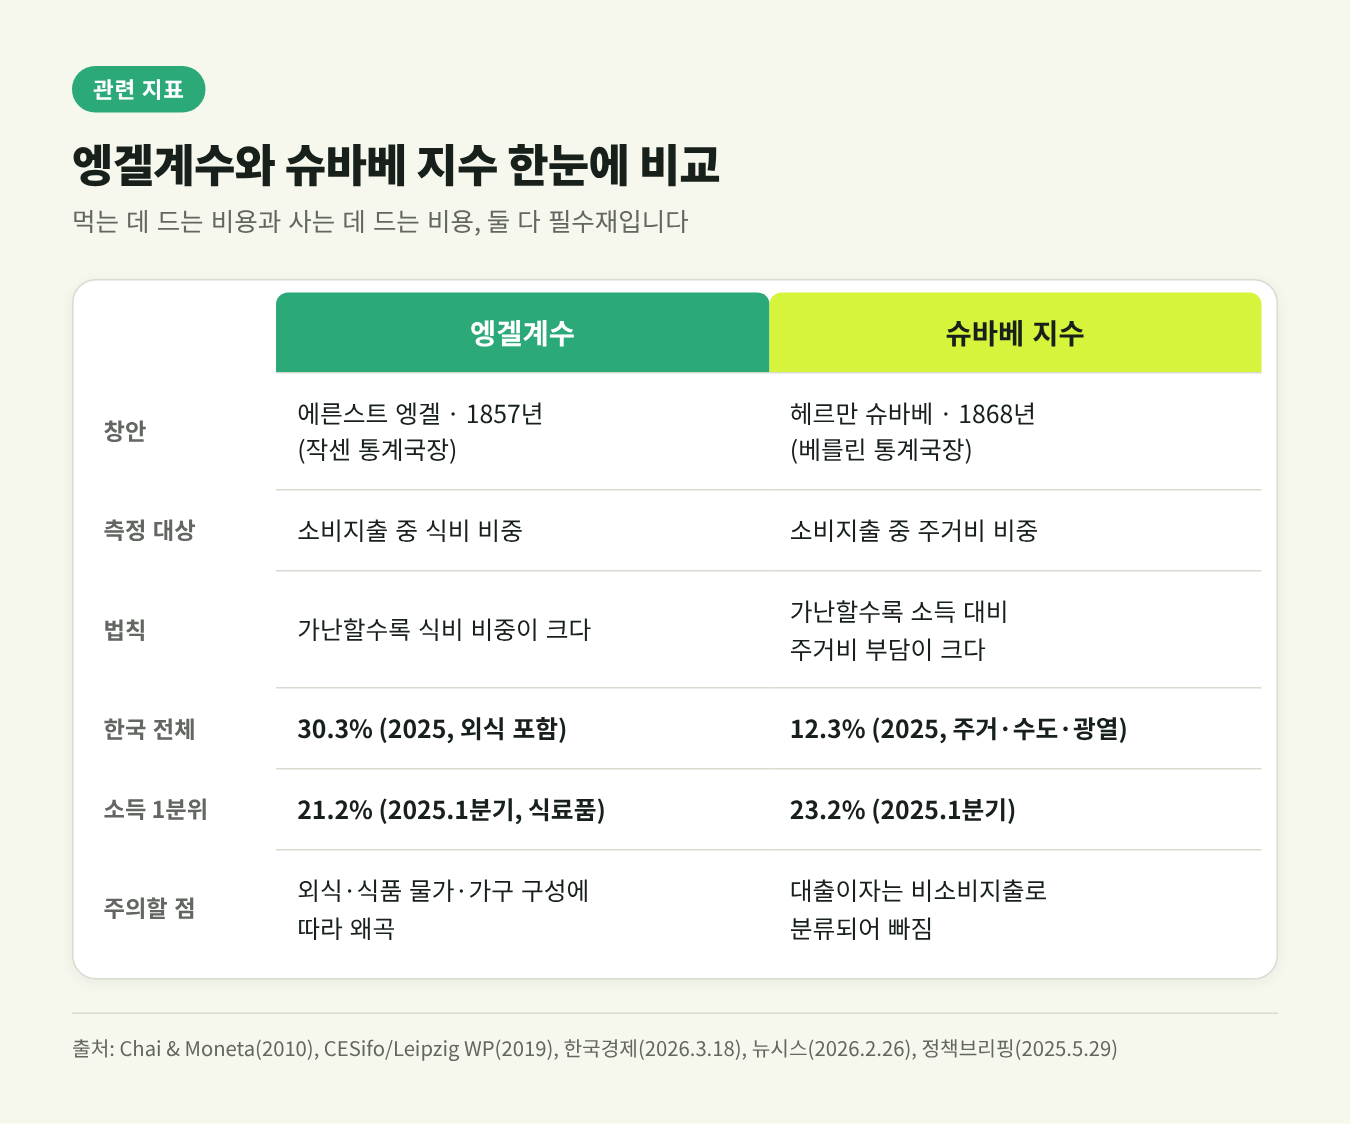 관련 지표
엥겔계수와 슈바베 지수 한눈에 비교
먹는 데 드는 비용과 사는 데 드는 비용, 둘 다 필수재입니다
엥겔계수
슈바베 지수
창안
에른스트 엥겔 · 1857년
(작센 통계국장)
헤르만 슈바베 · 1868년
(베를린 통계국장)
측정 대상
소비지출 중 식비 비중
소비지출 중 주거비 비중
법칙
가난할수록 식비 비중이 크다
가난할수록 소득 대비
주거비 부담이 크다
한국 전체
30.3% (2025, 외식 포함)
12.3% (2025, 주거·수도·광열)
소득 1분위
21.2% (2025.1분기, 식료품)
23.2% (2025.1분기)
주의할 점
외식·식품 물가·가구 구성에
따라 왜곡
대출이자는 비소비지출로
분류되어 빠짐
출처: Chai & Moneta(2010), CESifo/Leipzig WP(2019), 한국경제(2026.3.18), 뉴시스(2026.2.26), 정책브리핑(2025.5.29)